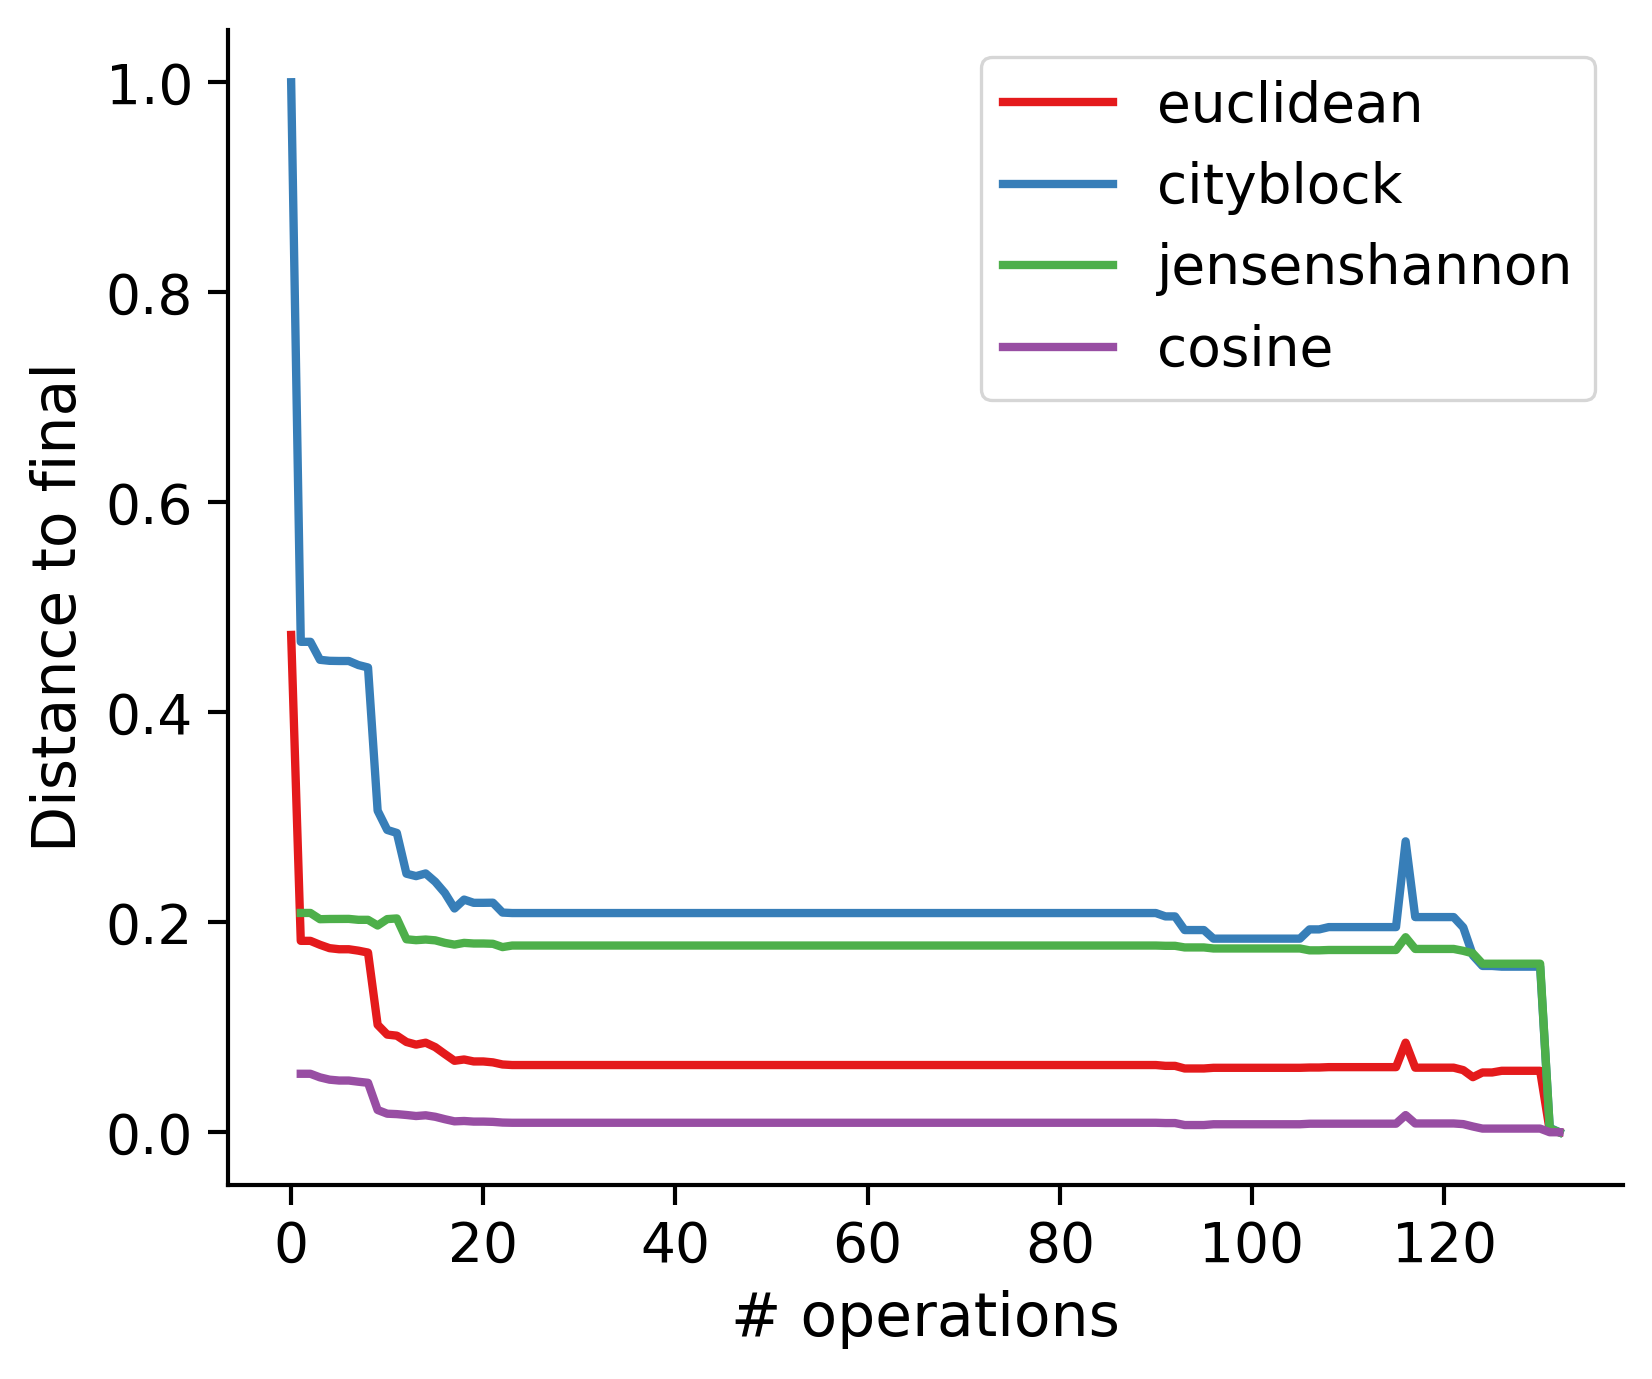 1.0
0.8
0.6
0.4
0.2
0.0
Distance to final
euclidean
cityblock
jensenshannon
cosine
0 20 40 60 80 100 120
# operations